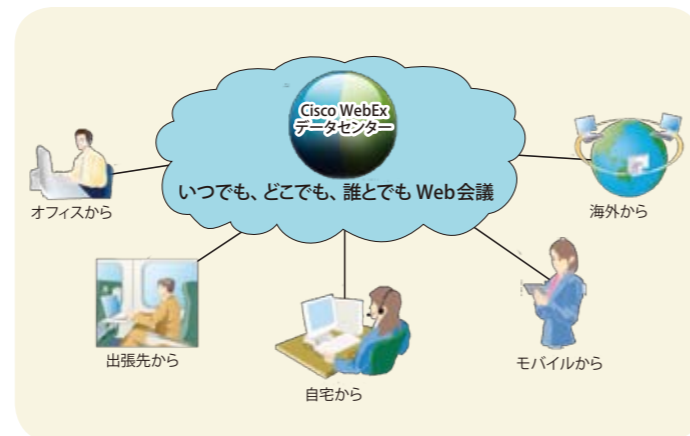 Cisco WebEx
データセンター
いつでも、どこでも、誰とでも Web会議
オフィスから
海外から
出張先から
モバイルから
自宅から